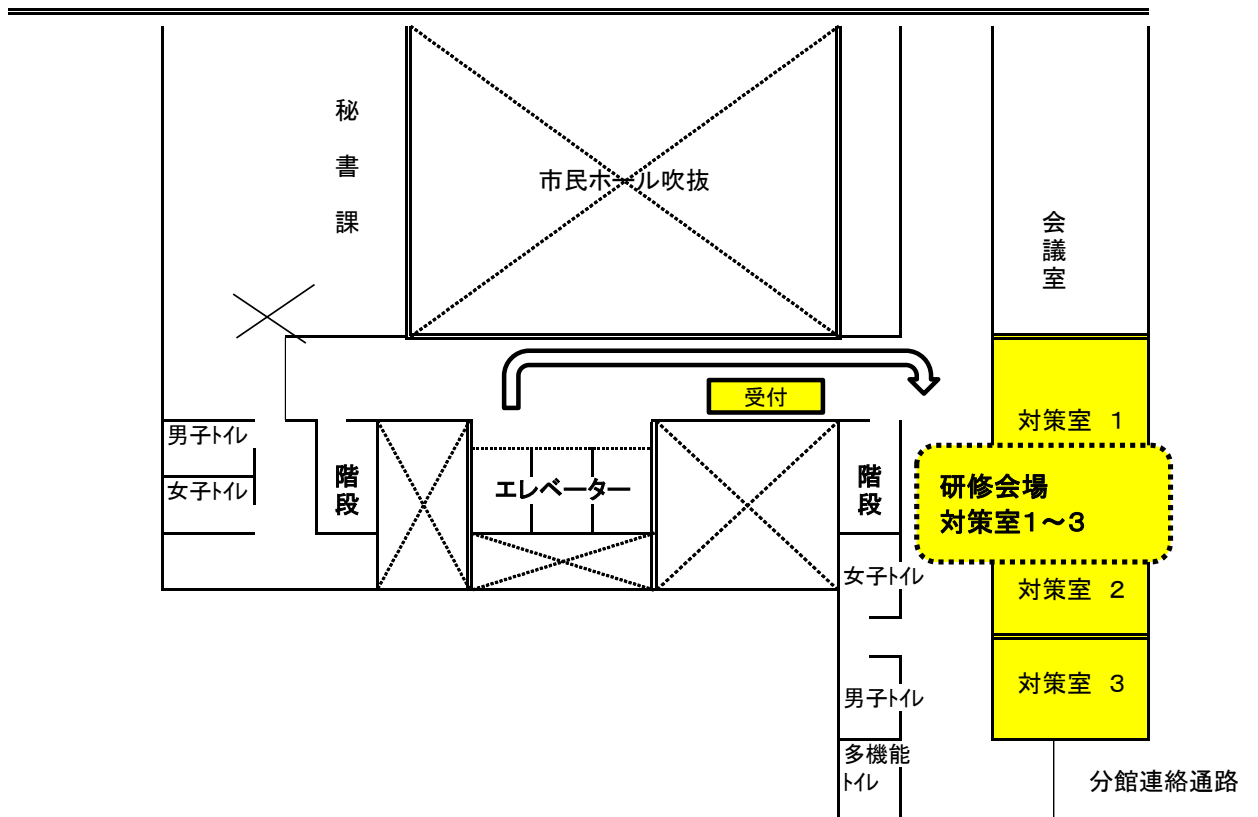 秘書課
市民ホール吹抜
会議室
受付
対策室　1
男子トイレ
女子トイレ
階段
エレベーター
階段
研修会場
対策室1～3
女子トイレ
対策室　2
男子トイレ
対策室　3
多機能
トイレ
分館連絡通路